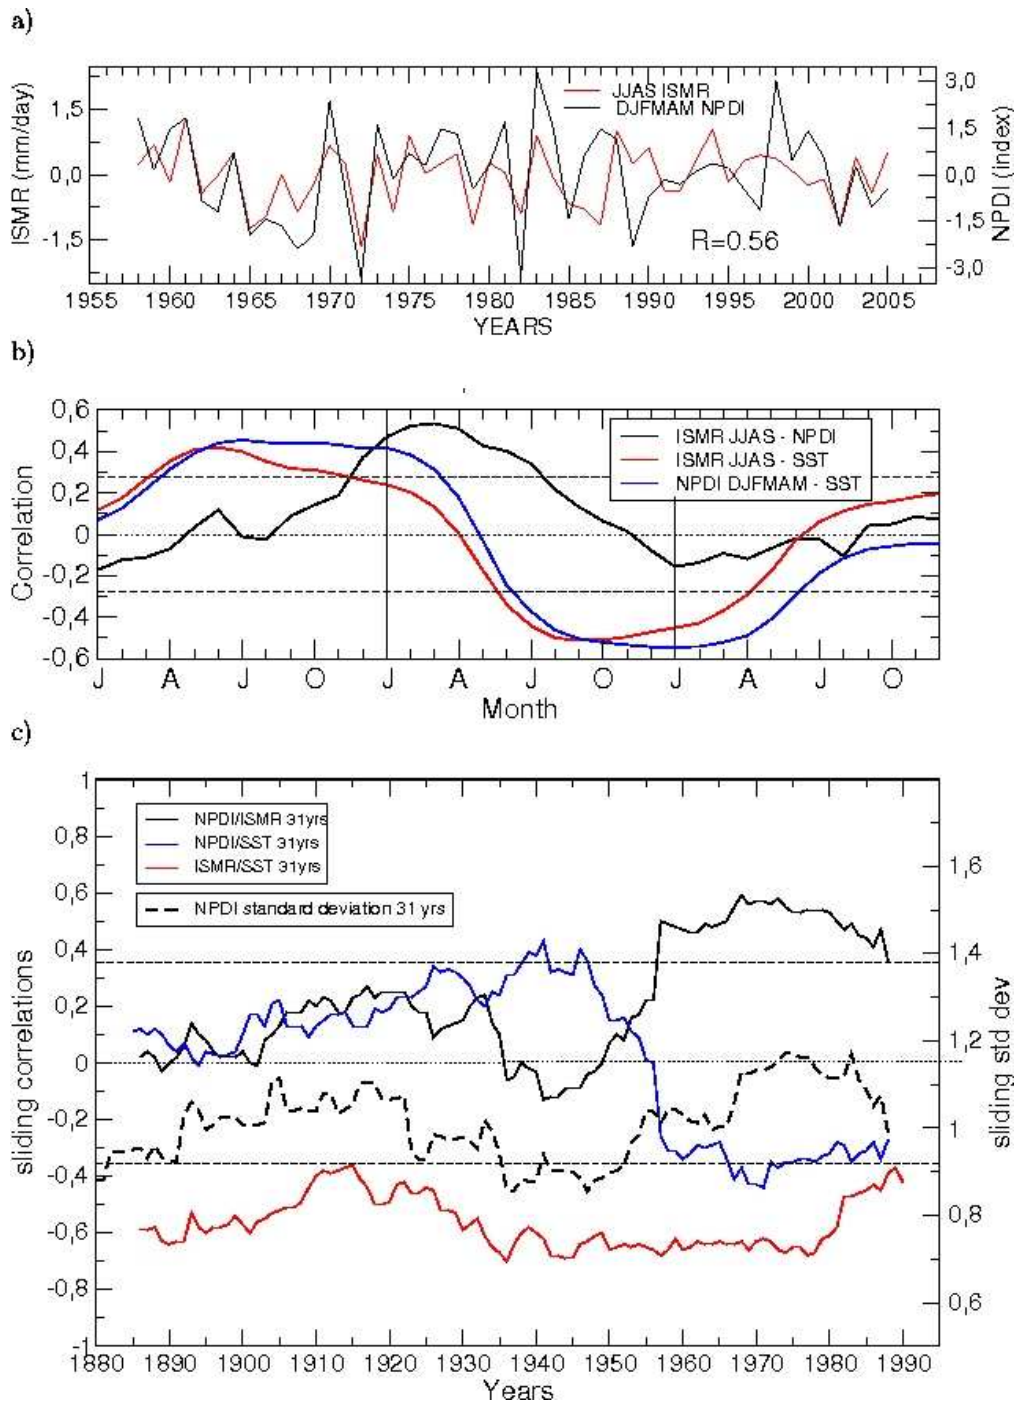 a)
ISMR (mm/day)
1,5
0,0
-1,5
JJAS ISMR
DJFMAM NPDI
R=0.56
3,0
1,5
0,0
-1,5
-3,0
NPDI (index)
1955 1960 1965 1970 1975 1980 1985 1990 1995 2000 2005
YEARS
b)
Correlation
0,6
0,4
0,2
0
-0,2
-0,4
-0,6
ISMR JJAS - NPDI
ISMR JJAS - SST
NPDI DJFMAM - SST
J A J O J A J O J A J O
Month
c)
sliding correlations
1
0,8
0,6
0,4
0,2
0
-0,2
-0,4
-0,6
-0,8
-1
NPDI/ISMR 31yrs
NPDI/SST 31yrs
ISMR/SST 31yrs
NPDI standard deviation 31 yrs
1,6
1,4
1,2
1
0,8
0,6
sliding std dev
1880 1890 1900 1910 1920 1930 1940 1950 1960 1970 1980 1990
Years